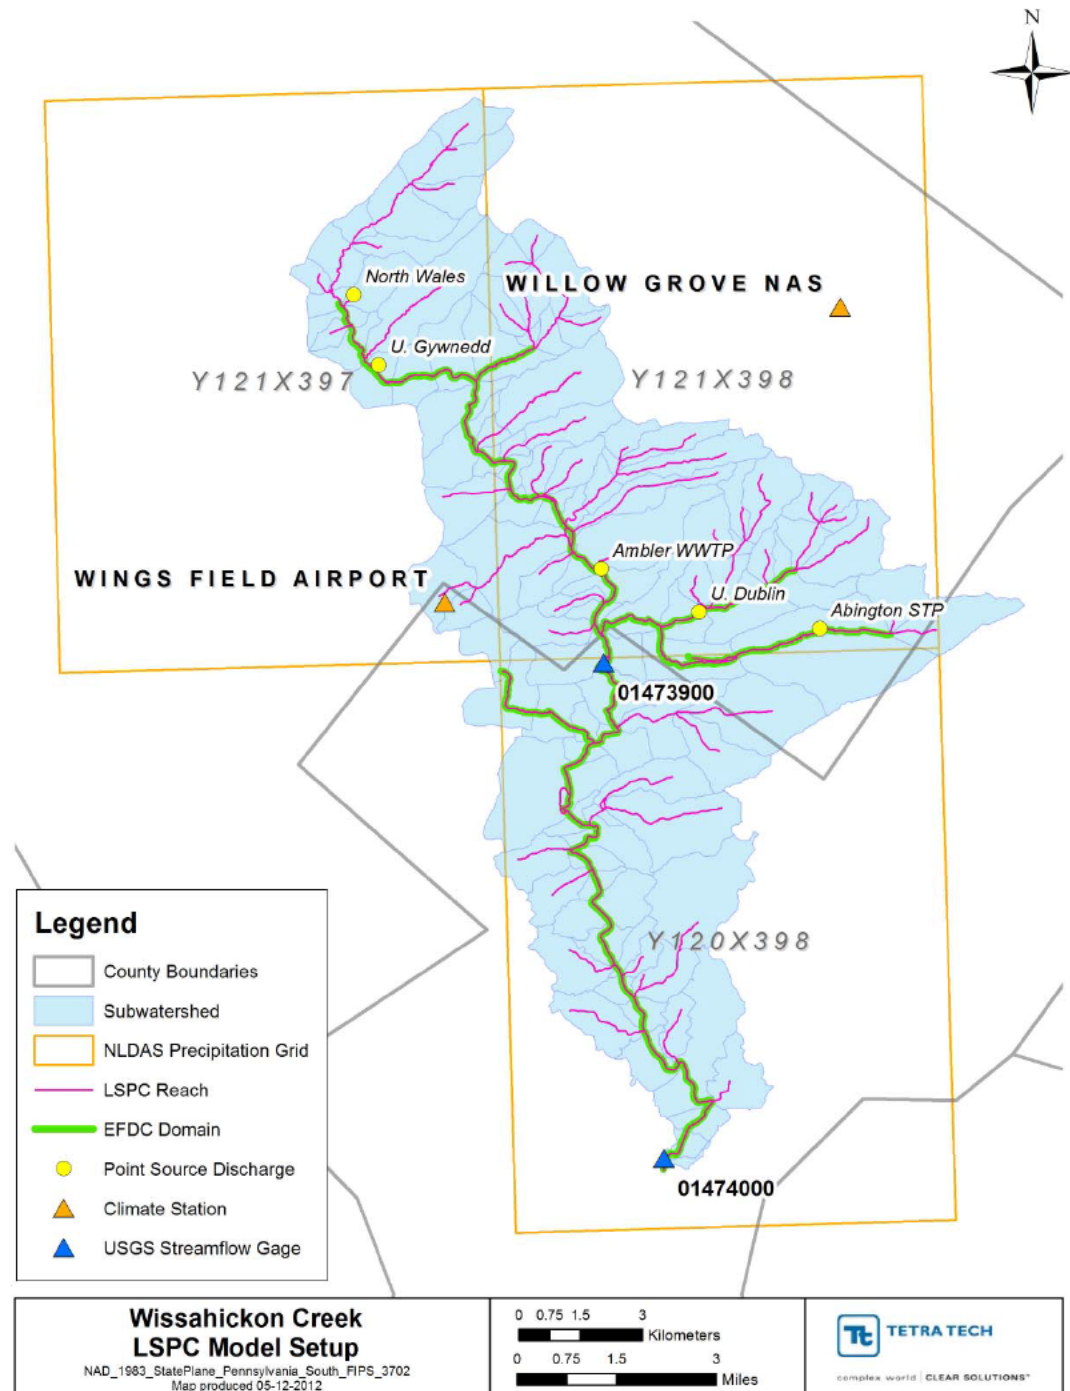 N
North Wales
WILLOW GROVE NAS
U. Gywnedd
Y121X397
Y121X398
Ambler WWTP
WINGS FIELD AIRPORT
U. Dublin
Abington STP
01473900
Y120X398
01474000
Legend
County Boundaries
Subwatershed
NLDAS Precipitation Grid
LSPC Reach
EFDC Domain
Point Source Discharge
Climate Station
USGS Streamflow Gage
Wissahickon Creek
LSPC Model Setup
NAD_1983_StatePlane_Pennsylvania_South_FIPS_3702
Map produced 05-12-2012
0 0.75 1.5 3
Kilometers
0 0.75 1.5 3
Miles
Tt TETRA TECH
complex world | CLEAR SOLUTIONS™